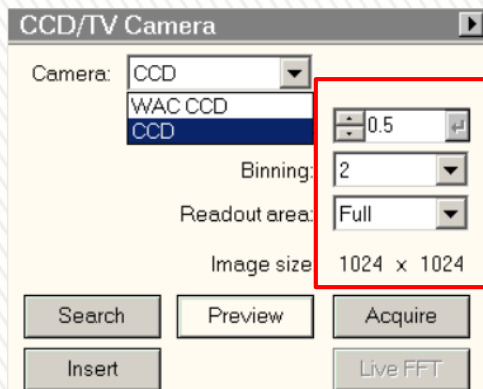 CCD/TV Camera
Camera: CCD
WAC CCD
CCD
0.5
Binning: 2
Readout area: Full
Image size: 1024 x 1024
Search Preview Acquire
Insert Live FFT